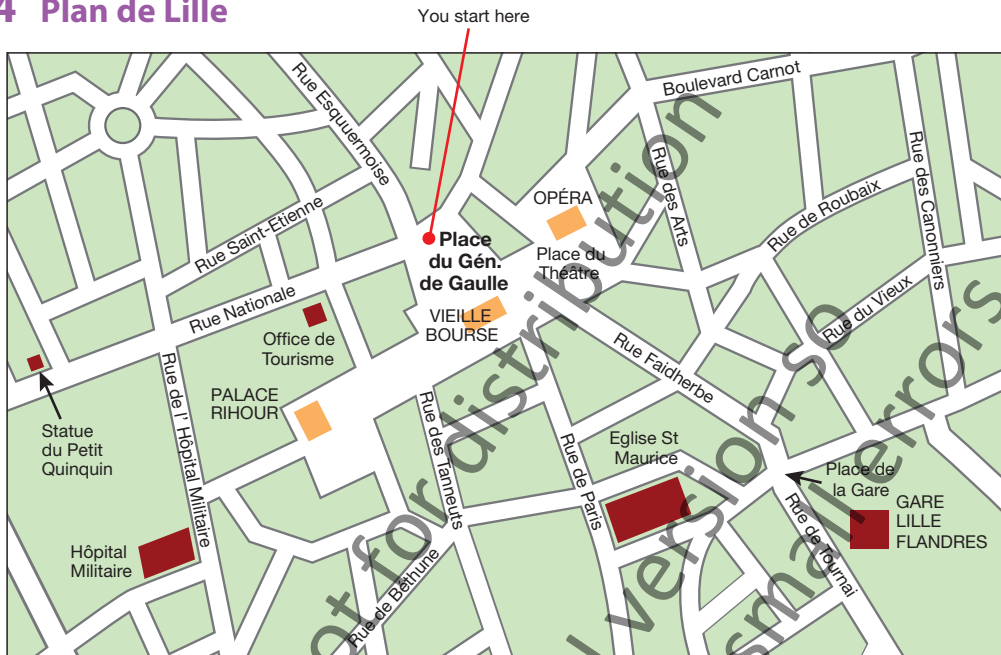 4 Plan de Lille
You start here
Boulevard Carnot
Rue Esquermoise
Rue des Arts
Rue des Canonniers
Rue de Roubaix
OPÉRA
Rue Saint-Etienne
Place
du Gén.
de Gaulle
Place du
Théâtre
Rue Nationale
Rue du Vieux
VIEILLE
BOURSE
Office de
Tourisme
Rue Faidherbe
Rue de l' Hôpital Militaire
PALACE
RIHOUR
Rue des Tanneuts
Statue
du Petit
Quinquin
Rue de Paris
Eglise St
Maurice
Place de
la Gare
GARE
LILLE
FLANDRES
Rue de Tournai
Hôpital
Militaire
Rue de Béthune
for distribution
version so
small errors